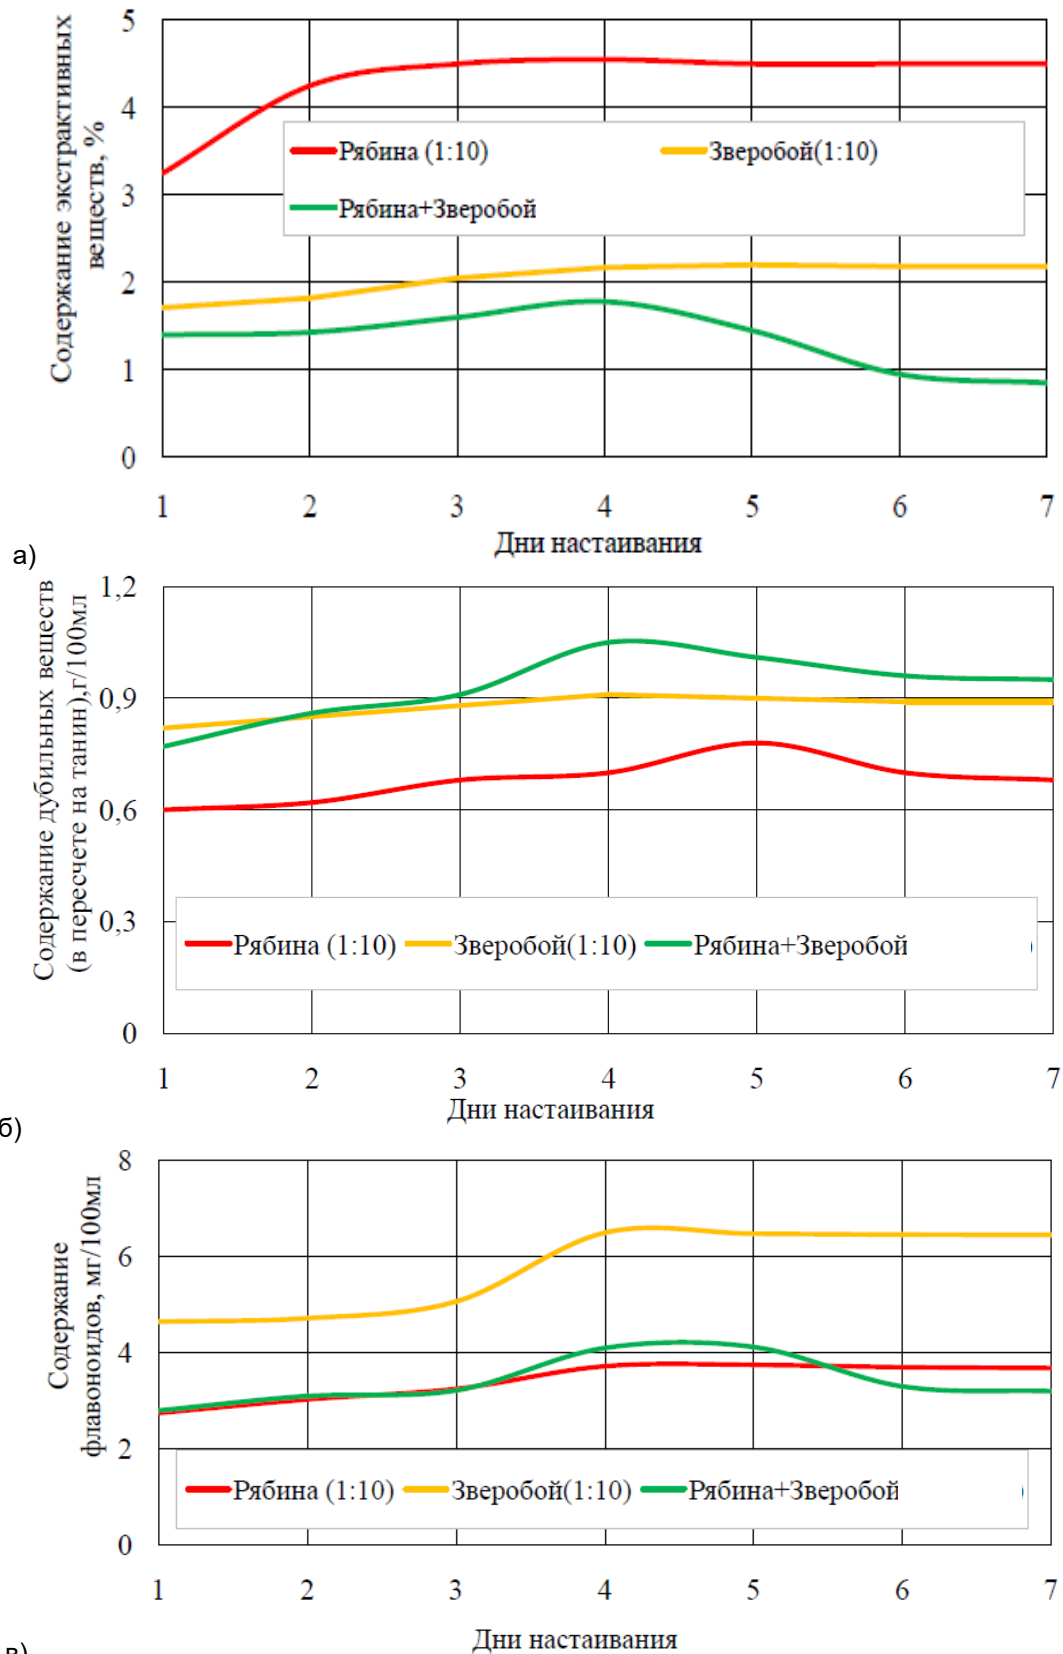 Содержание экстрактивных
веществ, %
5
4
3
2
1
0
Рябина (1:10)
Зверобой(1:10)
Рябина+Зверобой
1 2 3 4 5 6 7
Дни настаивания
а)
Содержание дубильных веществ
(в пересчете на танин),г/100мл
1,2
0,9
0,6
0,3
0
Рябина (1:10) Зверобой(1:10) Рябина+Зверобой
1 2 3 4 5 6 7
Дни настаивания
б)
Содержание
флавоноидов, мг/100мл
8
6
4
2
0
Рябина (1:10) Зверобой(1:10) Рябина+Зверобой
1 2 3 4 5 6 7
Дни настаивания
в)